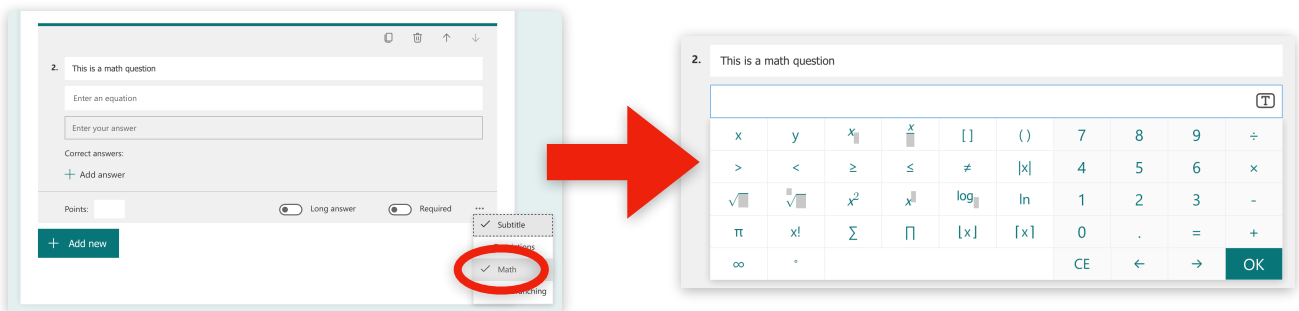 2. This is a math question
Enter an equation
Enter your answer
Correct answers:
+ Add answer
Points:
Long answer
Required
...
+ Add new
✓ Subtitle
✓ Math
2. This is a math question
T
x y x x [ ] ( ) 7 8 9 ÷
> < ≥ ≤ ≠ |x| 4 5 6 ×
√ √ x² x log ln 1 2 3 -
π x! ∑ ∏ ⌊x⌋ ⌈x⌉ 0 . = +
∞ ° CE ← → OK